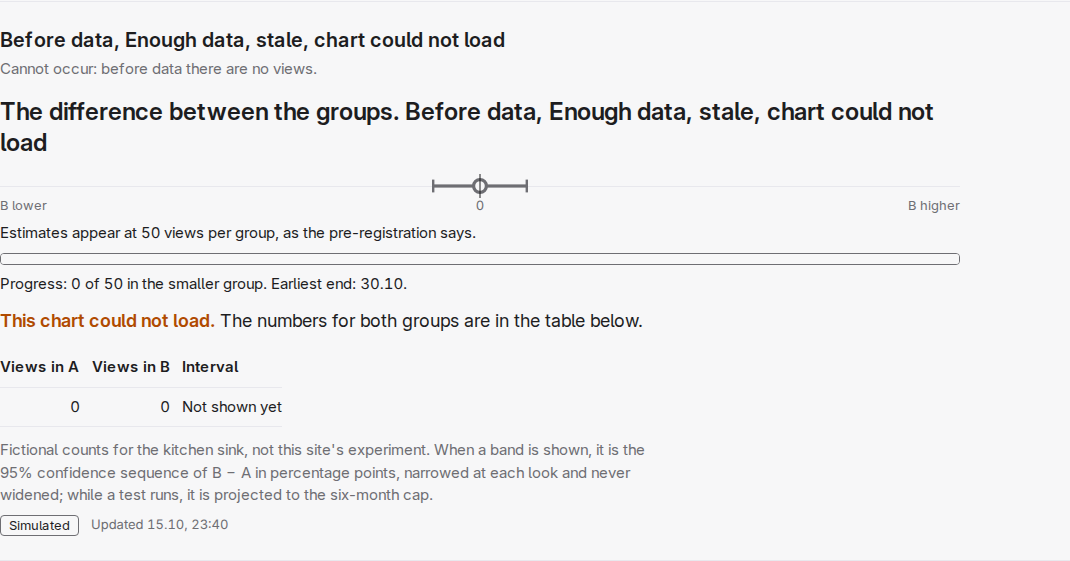 Before data, Enough data, stale, chart could not load
Cannot occur: before data there are no views.
The difference between the groups. Before data, Enough data, stale, chart could not
load
B lower 0 B higher
Estimates appear at 50 views per group, as the pre-registration says.
Progress: 0 of 50 in the smaller group. Earliest end: 30.10.
This chart could not load. The numbers for both groups are in the table below.
Views in A Views in B Interval
0 0 Not shown yet
Fictional counts for the kitchen sink, not this site's experiment. When a band is shown, it is the
95% confidence sequence of B − A in percentage points, narrowed at each look and never
widened; while a test runs, it is projected to the six-month cap.
Simulated Updated 15.10, 23:40